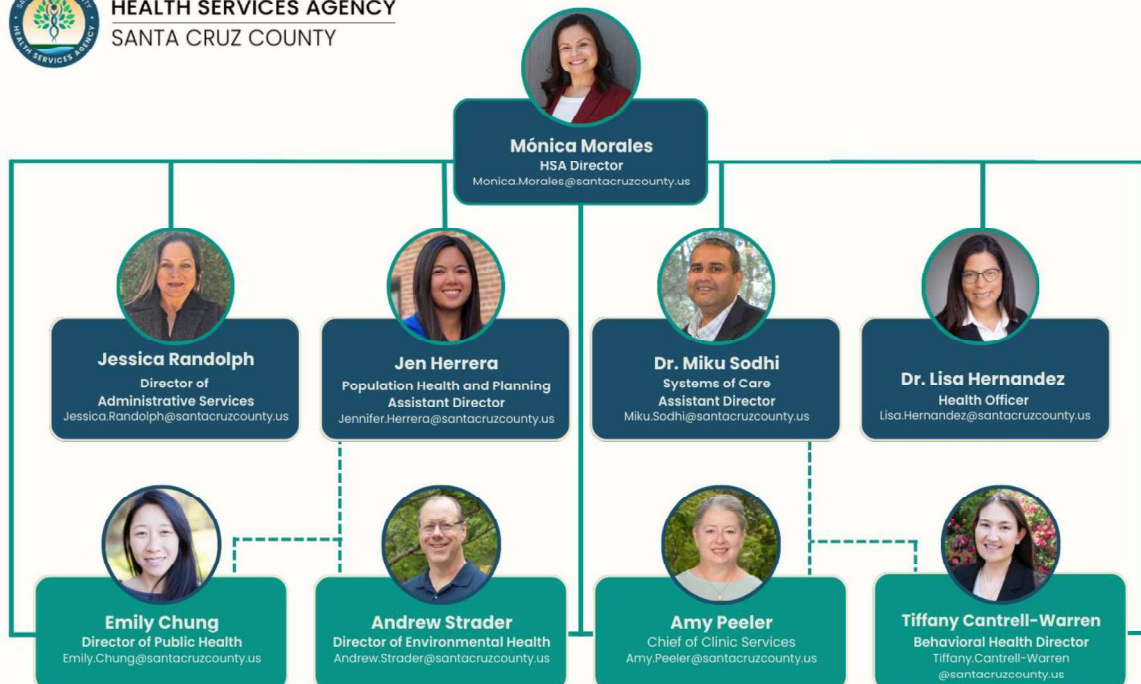 HEALTH SERVICES AGENCY
SANTA CRUZ COUNTY
HEALTH SERVICES AGENCY
Mónica Morales
HSA Director
Monica.Morales@santacruzcounty.us
Jessica Randolph
Director of
Administrative Services
Jessica.Randolph@santacruzcounty.us
Jen Herrera
Population Health and Planning
Assistant Director
Jennifer.Herrera@santacruzcounty.us
Dr. Miku Sodhi
Systems of Care
Assistant Director
Miku.Sodhi@santacruzcounty.us
Dr. Lisa Hernandez
Health Officer
Lisa.Hernandez@santacruzcounty.us
Emily Chung
Director of Public Health
Emily.Chung@santacruzcounty.us
Andrew Strader
Director of Environmental Health
Andrew.Strader@santacruzcounty.us
Amy Peeler
Chief of Clinic Services
Amy.Peeler@santacruzcounty.us
Tiffany Cantrell-Warren
Behavioral Health Director
Tiffany.Cantrell-Warren
@santacruzcounty.us